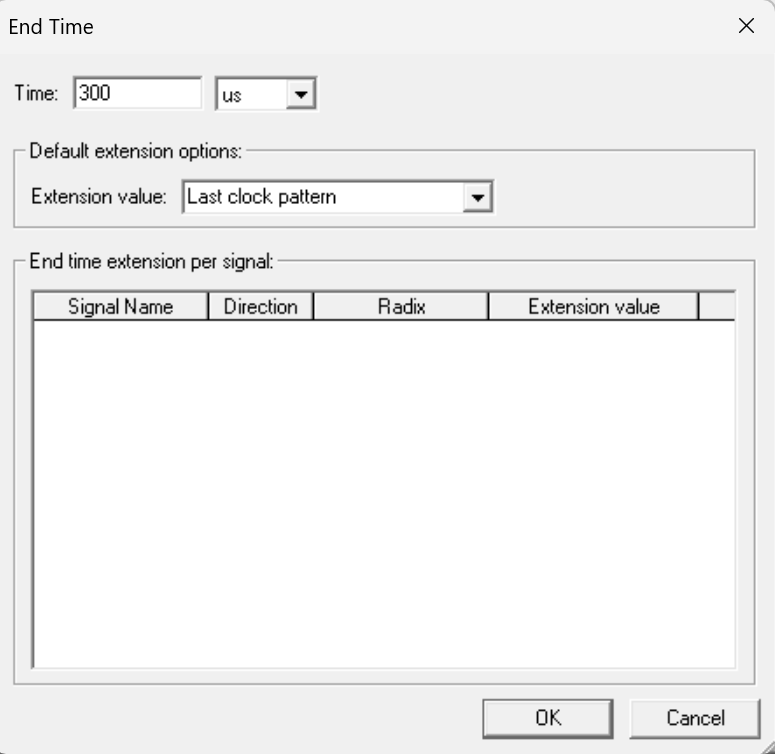 End Time
Time: 300 us
Default extension options:
Extension value: Last clock pattern
End time extension per signal:
Signal Name Direction Radix Extension value
OK Cancel